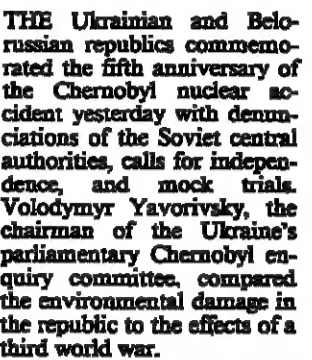 THE Ukrainian and Belo-
russian republics commemo-
rated the fifth anniversary of
the Chernobyl nuclear ac-
cident yesterday with denun-
ciations of the Soviet central
authorities, calls for indepen-
dence, and mock trials.
Volodymyr Yavorivsky, the
chairman of the Ukraine's
parliamentary Chernobyl en-
quiry committee, compared
the environmental damage in
the republic to the effects of a
third world war.